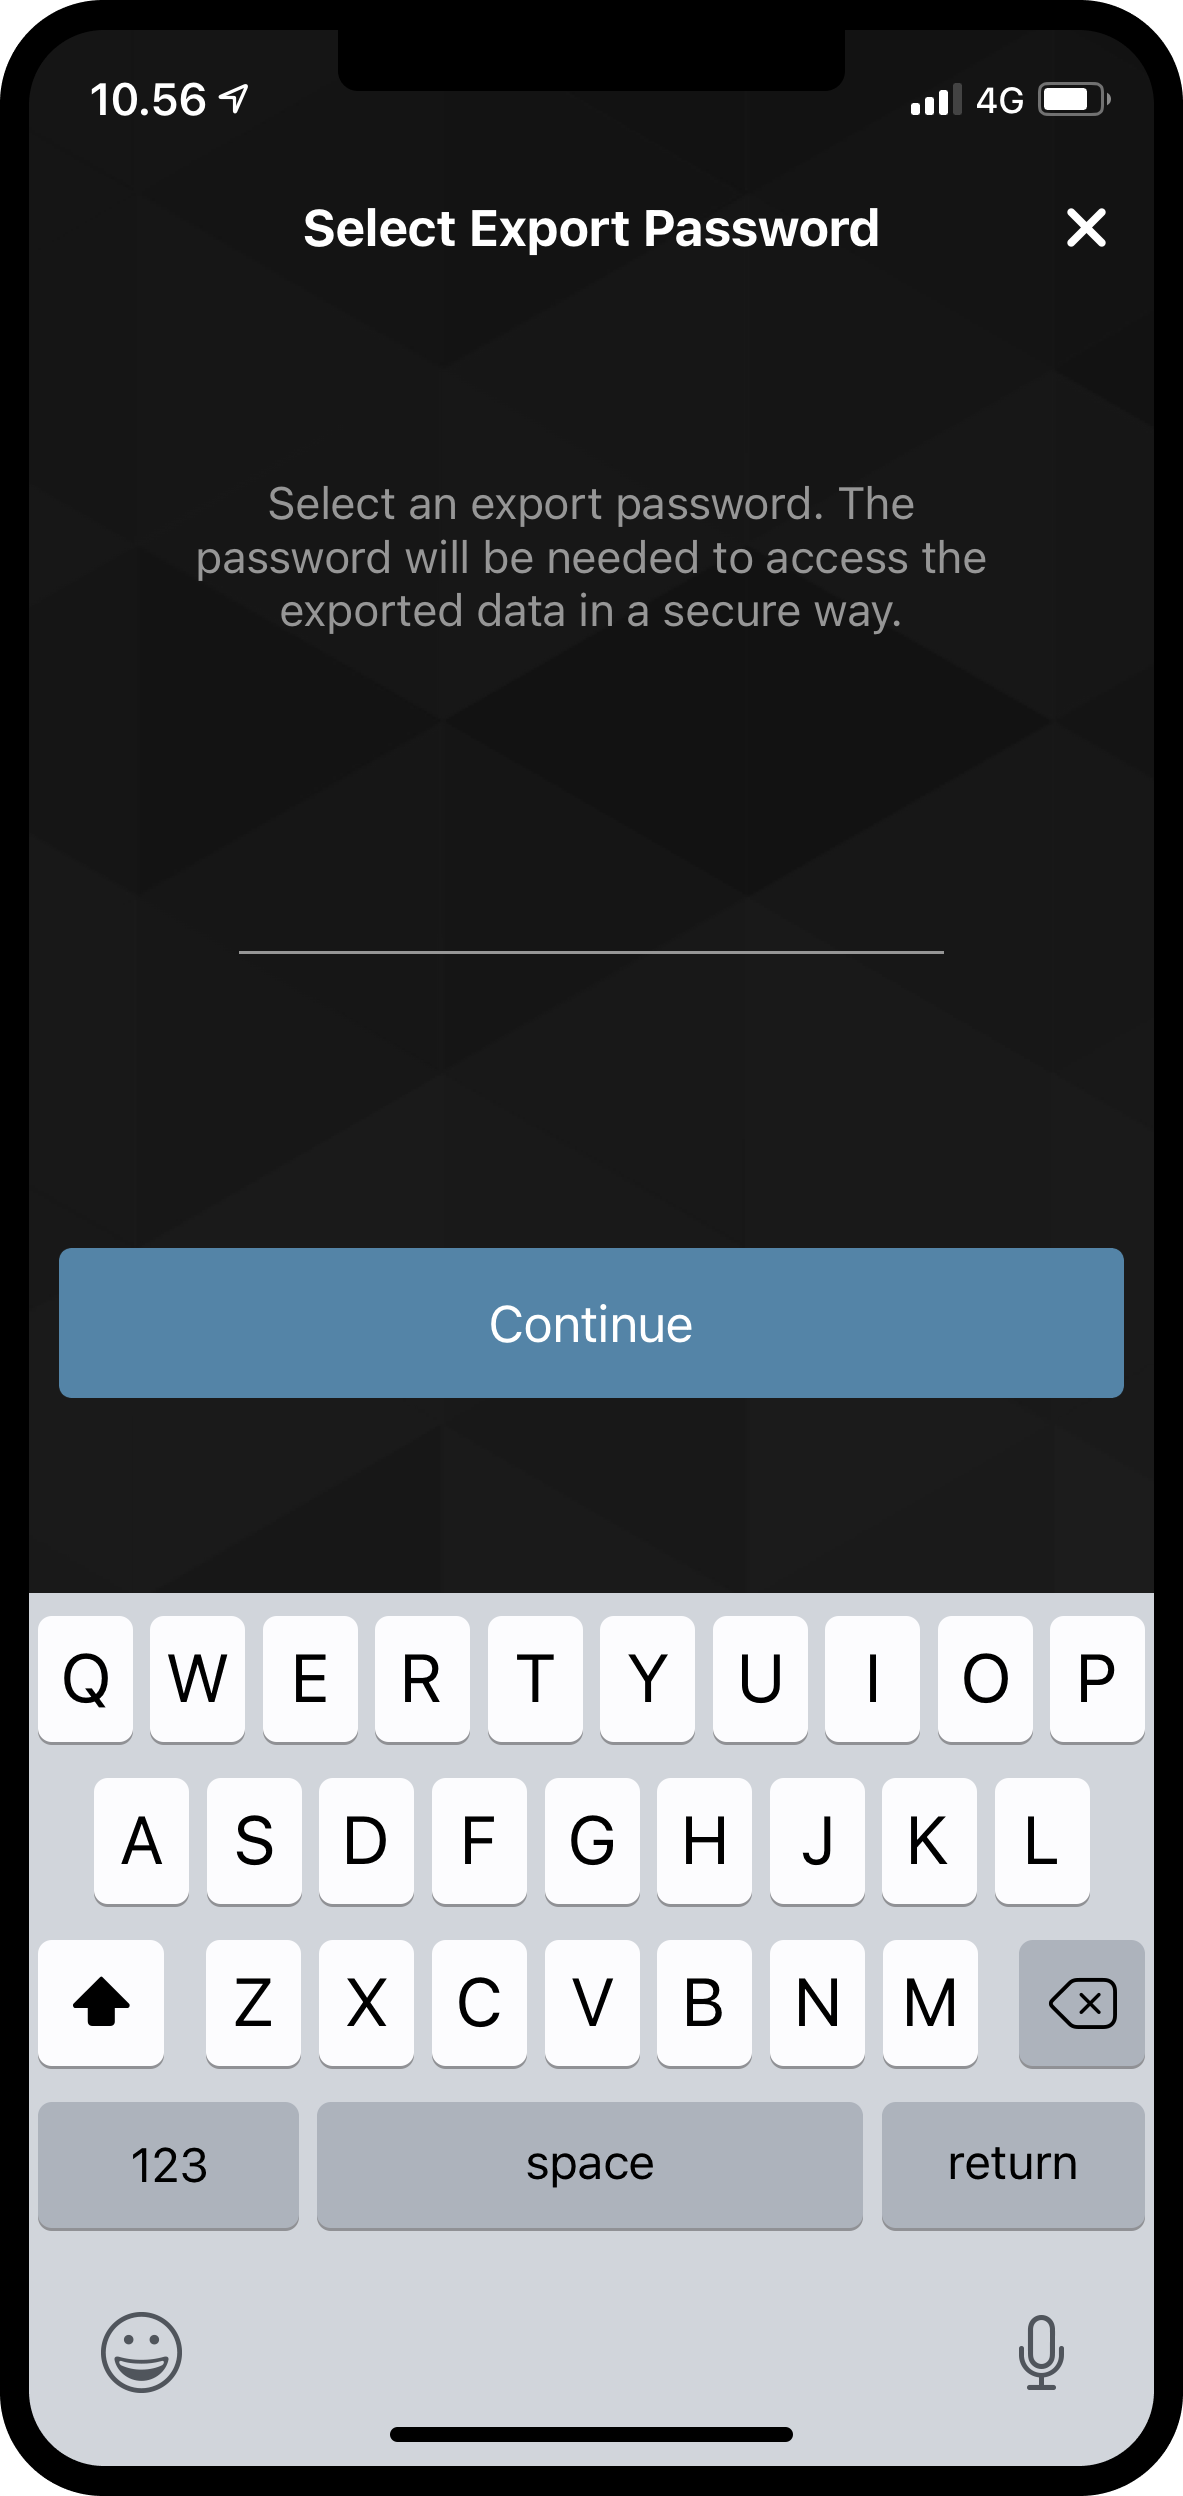 10.56 4G
Select Export Password
Select an export password. The
password will be needed to access the
exported data in a secure way.
Continue
Q W E R T Y U I O P
A S D F G H J K L
Z X C V B N M
123 space return